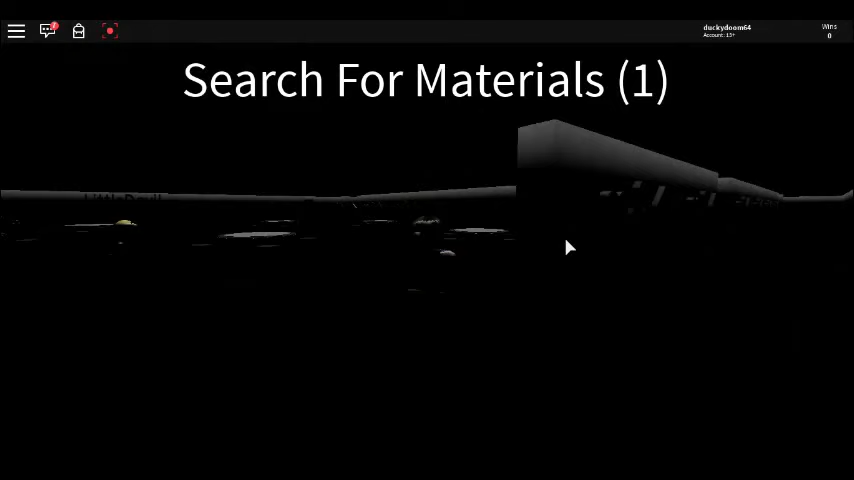 duckydoom64
Wins
Account: 13+
0
Search For Materials (1)